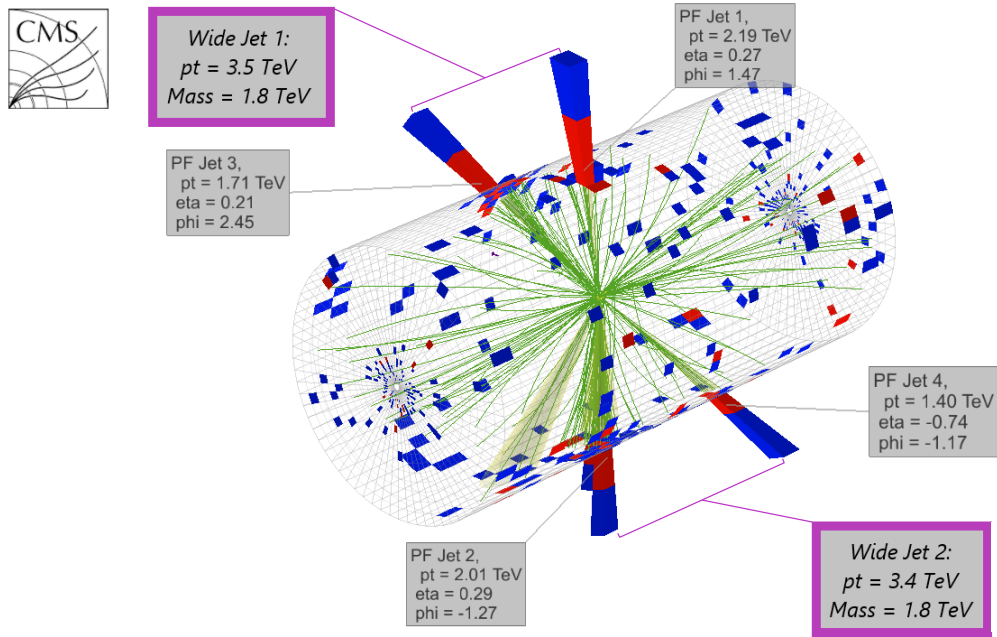 CMS
Wide Jet 1:
pt = 3.5 TeV
Mass = 1.8 TeV
PF Jet 1,
pt = 2.19 TeV
eta = 0.27
phi = 1.47
PF Jet 3,
pt = 1.71 TeV
eta = 0.21
phi = 2.45
PF Jet 4,
pt = 1.40 TeV
eta = -0.74
phi = -1.17
PF Jet 2,
pt = 2.01 TeV
eta = 0.29
phi = -1.27
Wide Jet 2:
pt = 3.4 TeV
Mass = 1.8 TeV